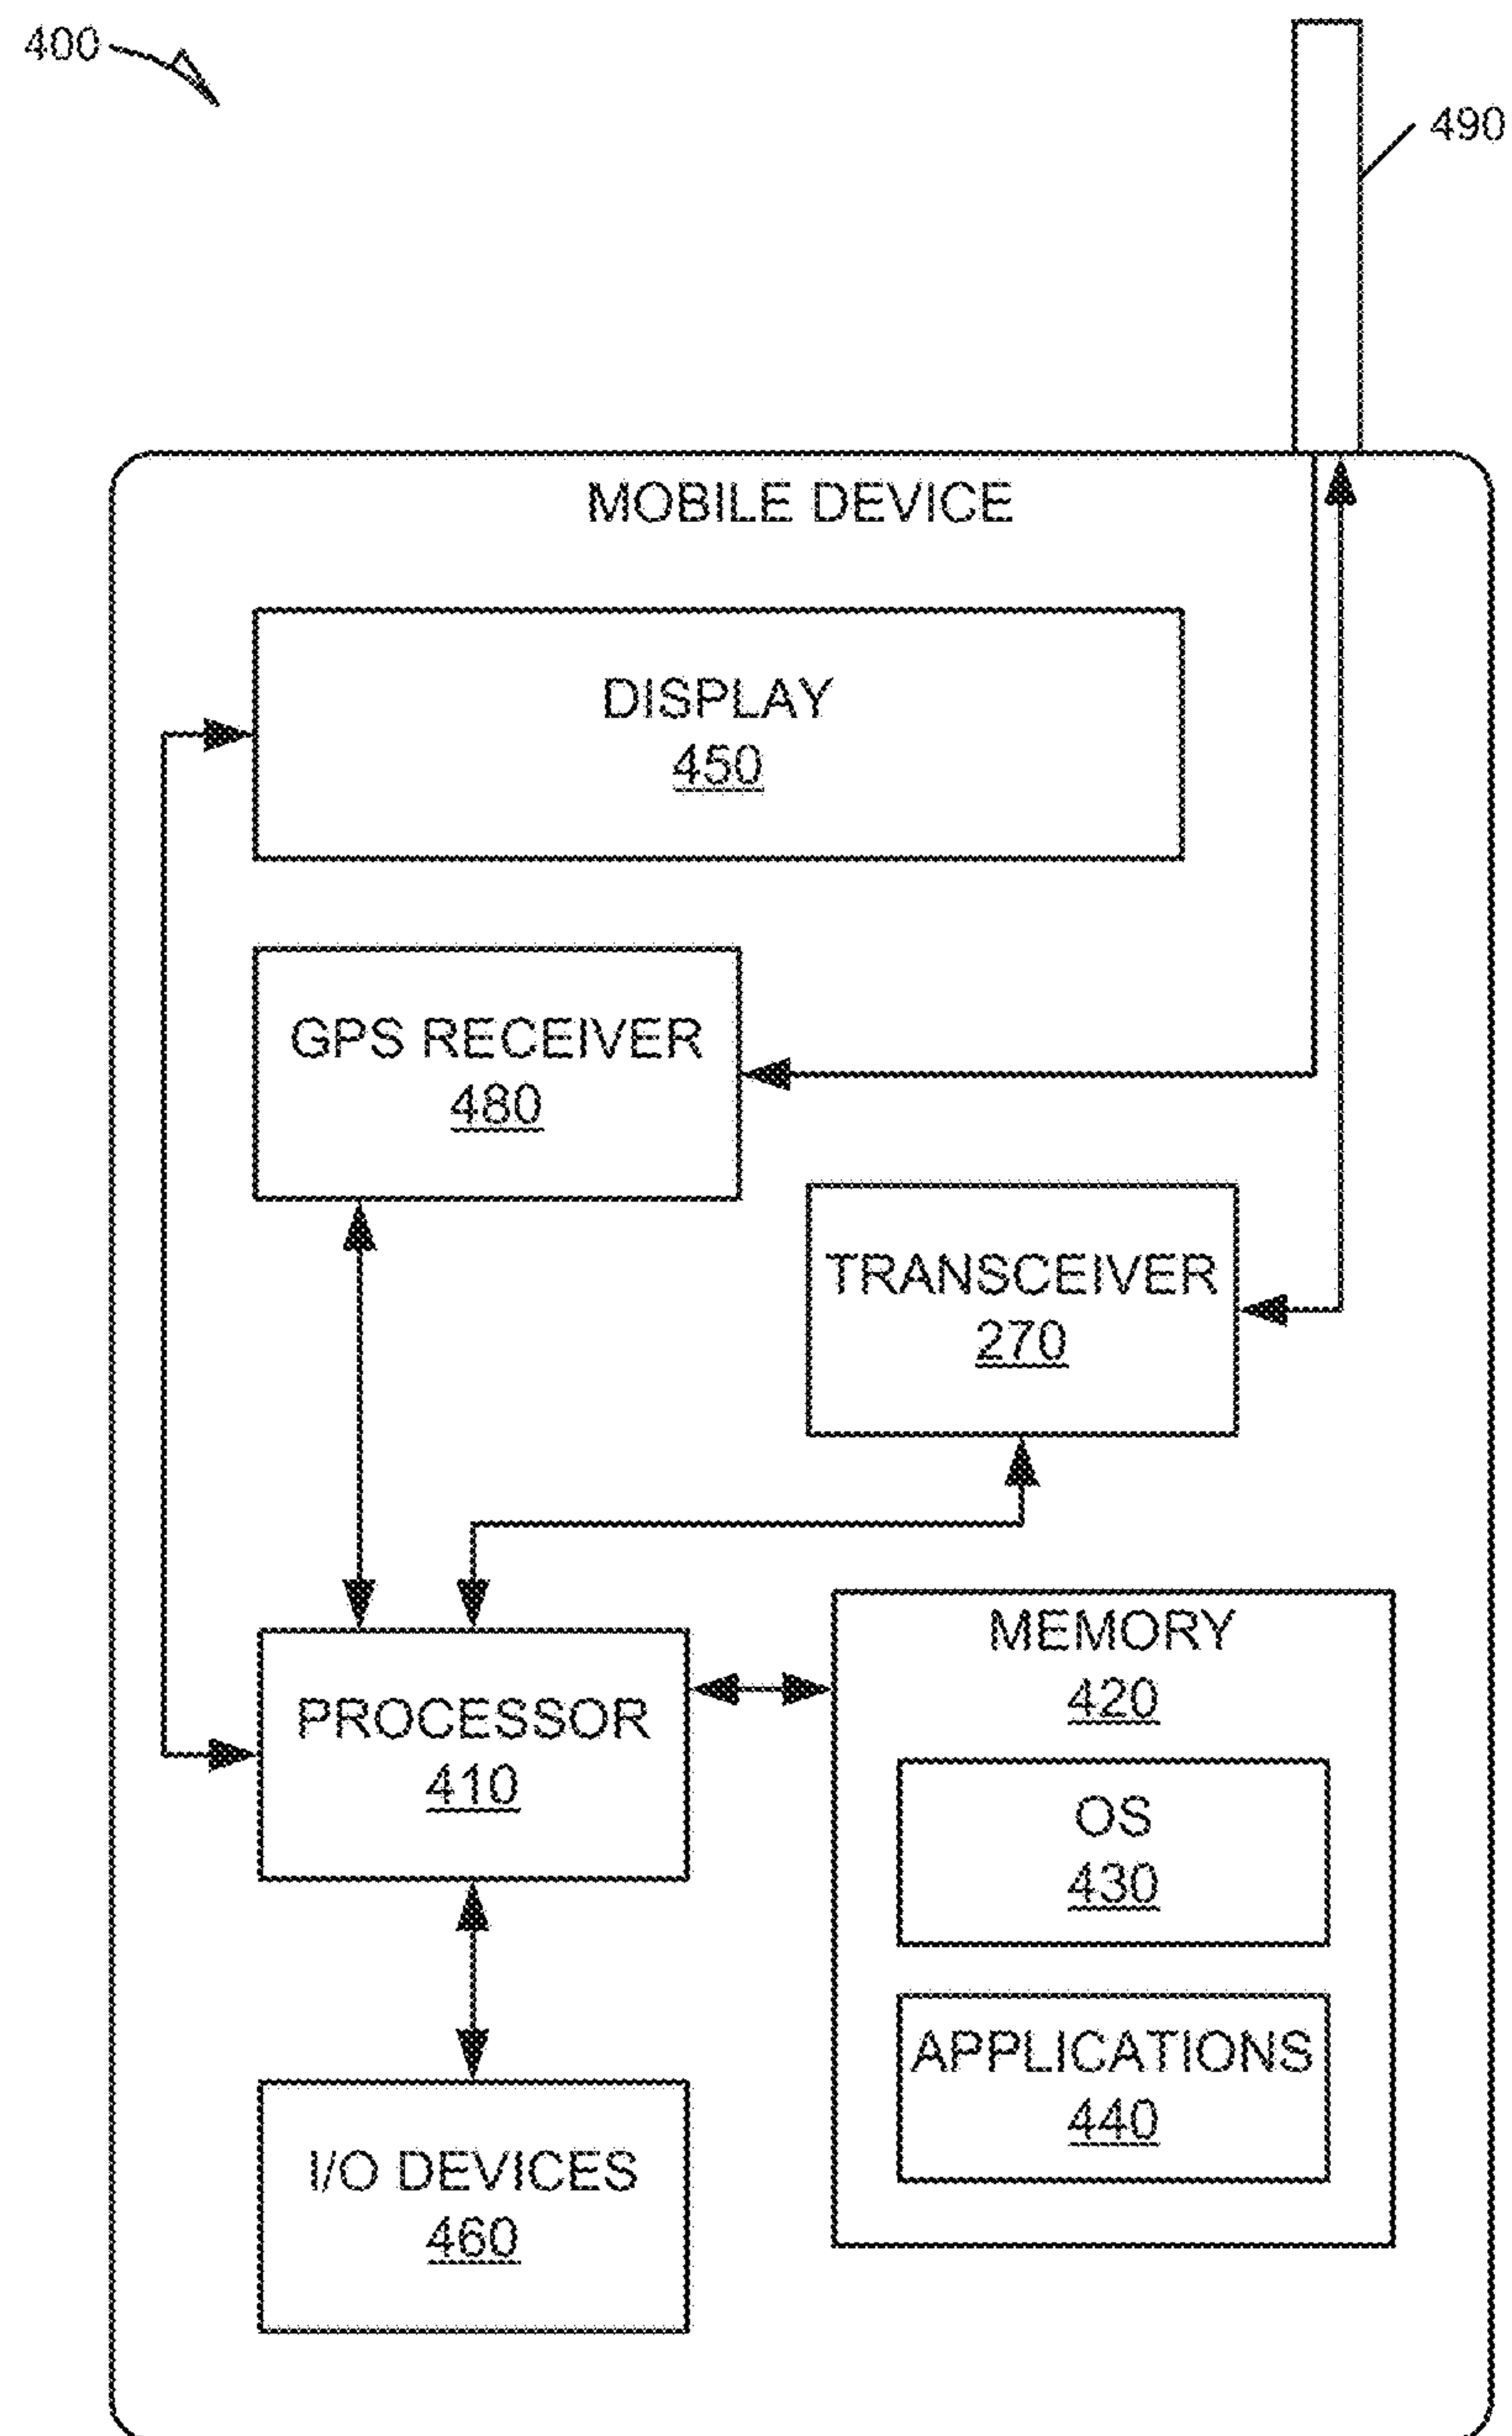 400
490
MOBILE DEVICE
DISPLAY
450
GPS RECEIVER
480
TRANSCEIVER
270
PROCESSOR
410
MEMORY
420
OS
430
APPLICATIONS
440
I/O DEVICES
460